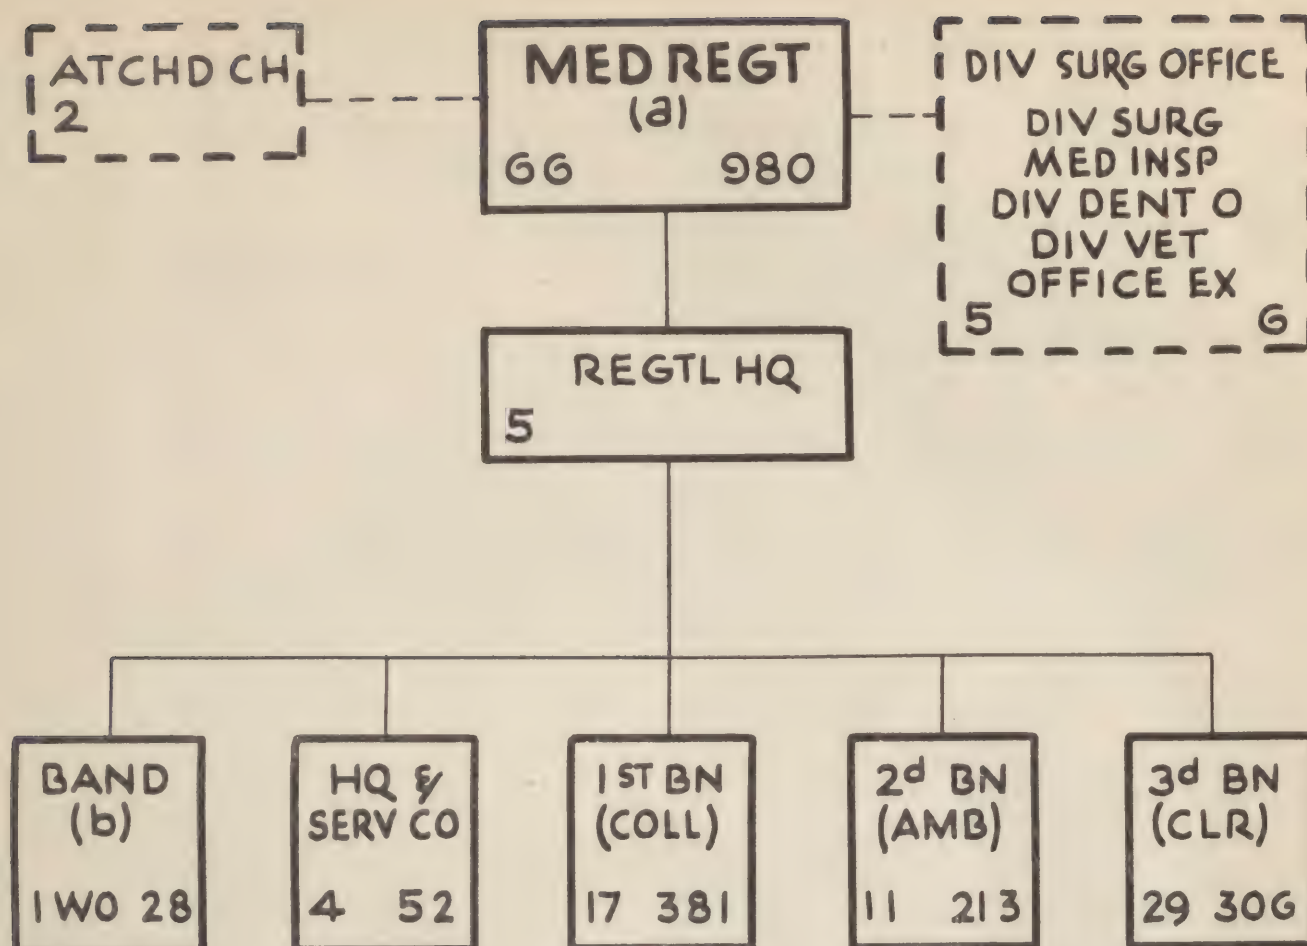 ATCHD CH
2
MED REGT
(a)
66 980
DIV SURG OFFICE
DIV SURG
MED INSP
DIV DENT O
DIV VET
OFFICE EX
5 6
REGTL HQ
5
BAND
(b)
1 WO 28
HQ &
SERV CO
4 52
1ST BN
(COLL)
17 381
2d BN
(AMB)
11 213
3d BN
(CLR)
29 306